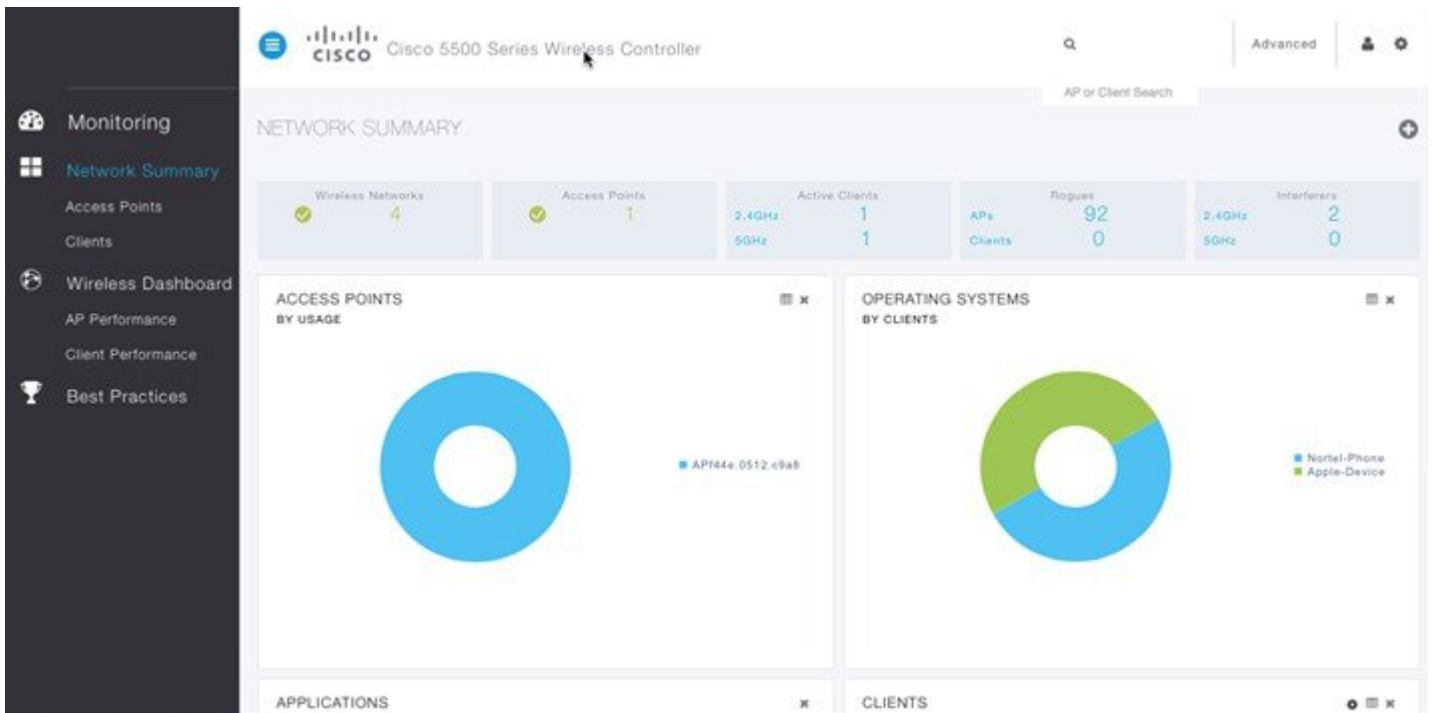 CISCO Cisco 5500 Series Wireless Controller
Advanced
AP or Client Search
Monitoring
Network Summary
Access Points
Clients
Wireless Dashboard
AP Performance
Client Performance
Best Practices
NETWORK SUMMARY
Wireless Networks
4
Access Points
1
Active Clients
2.4GHz 1
5GHz 1
Rogues
APs 92
Clients 0
Interferers
2.4GHz 2
5GHz 0
ACCESS POINTS
BY USAGE
APf44e.0512.c9a8
OPERATING SYSTEMS
BY CLIENTS
Nortel-Phone
Apple-Device
APPLICATIONS
CLIENTS